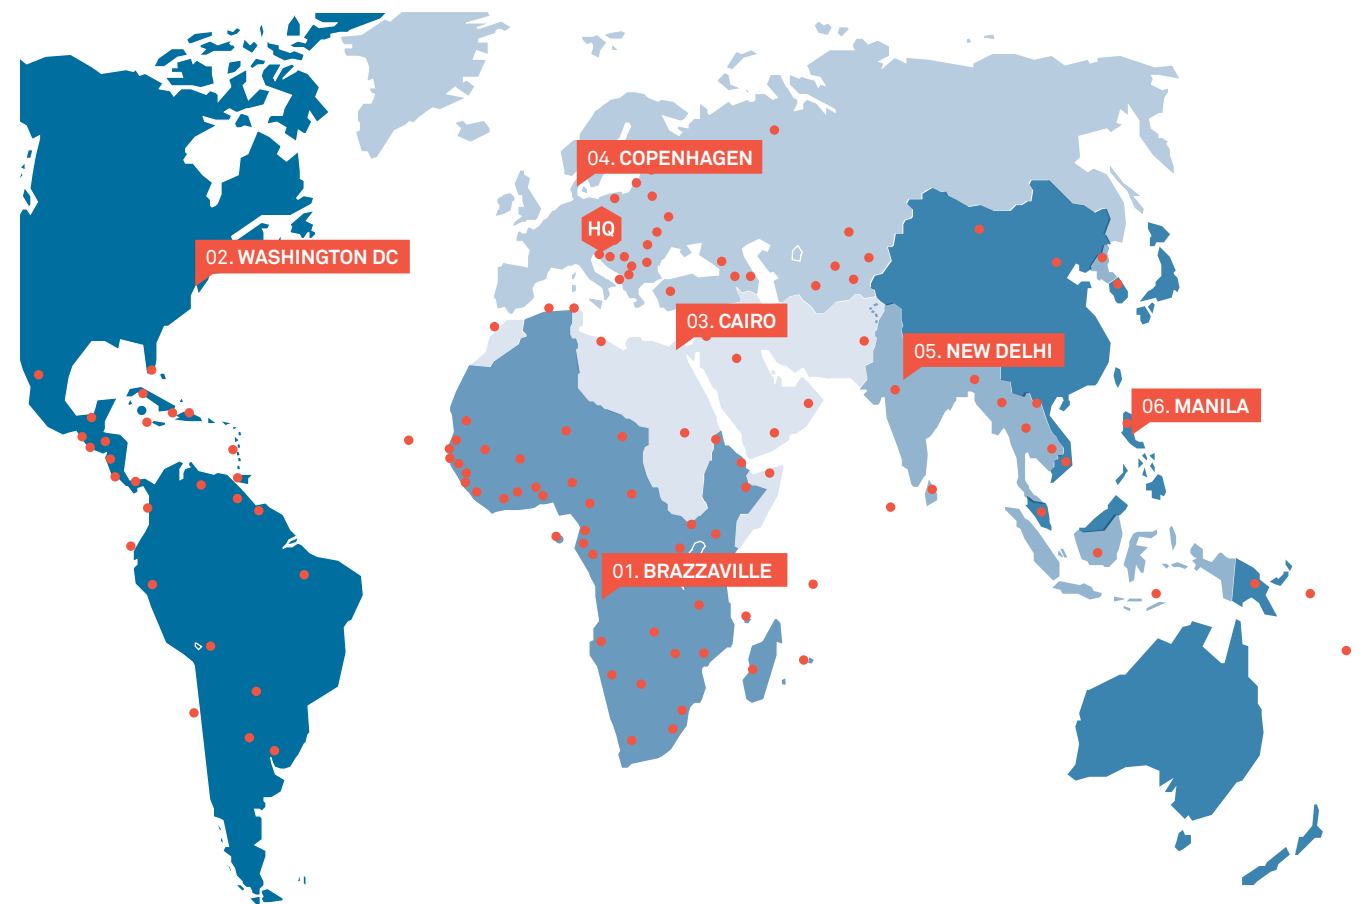 04. COPENHAGEN
HQ
02. WASHINGTON DC
03. CAIRO
05. NEW DELHI
06. MANILA
01. BRAZZAVILLE